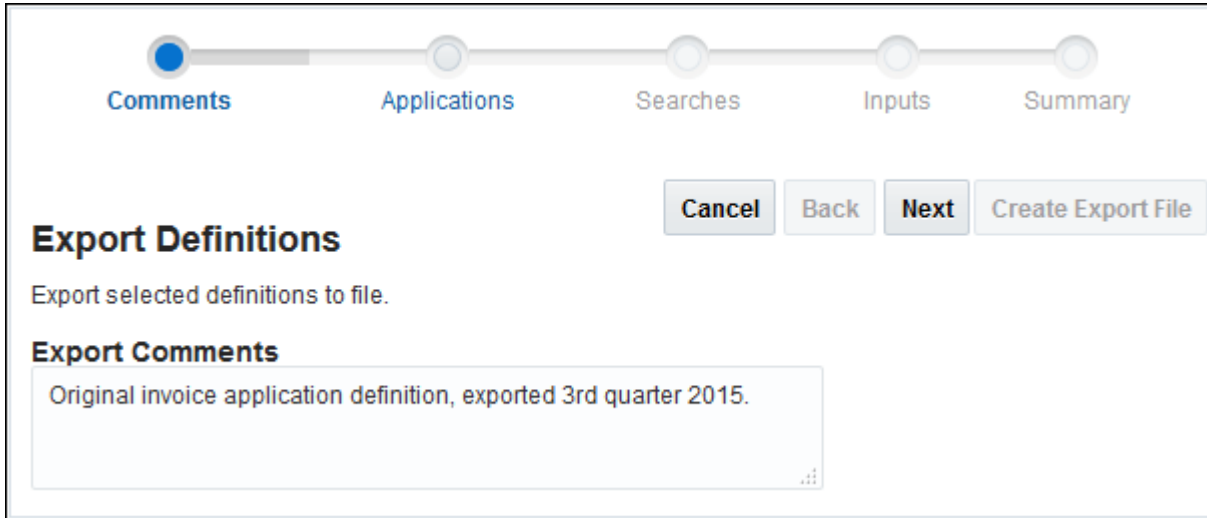 Comments Applications Searches Inputs Summary
Cancel Back Next Create Export File
Export Definitions
Export selected definitions to file.
Export Comments
Original invoice application definition, exported 3rd quarter 2015.